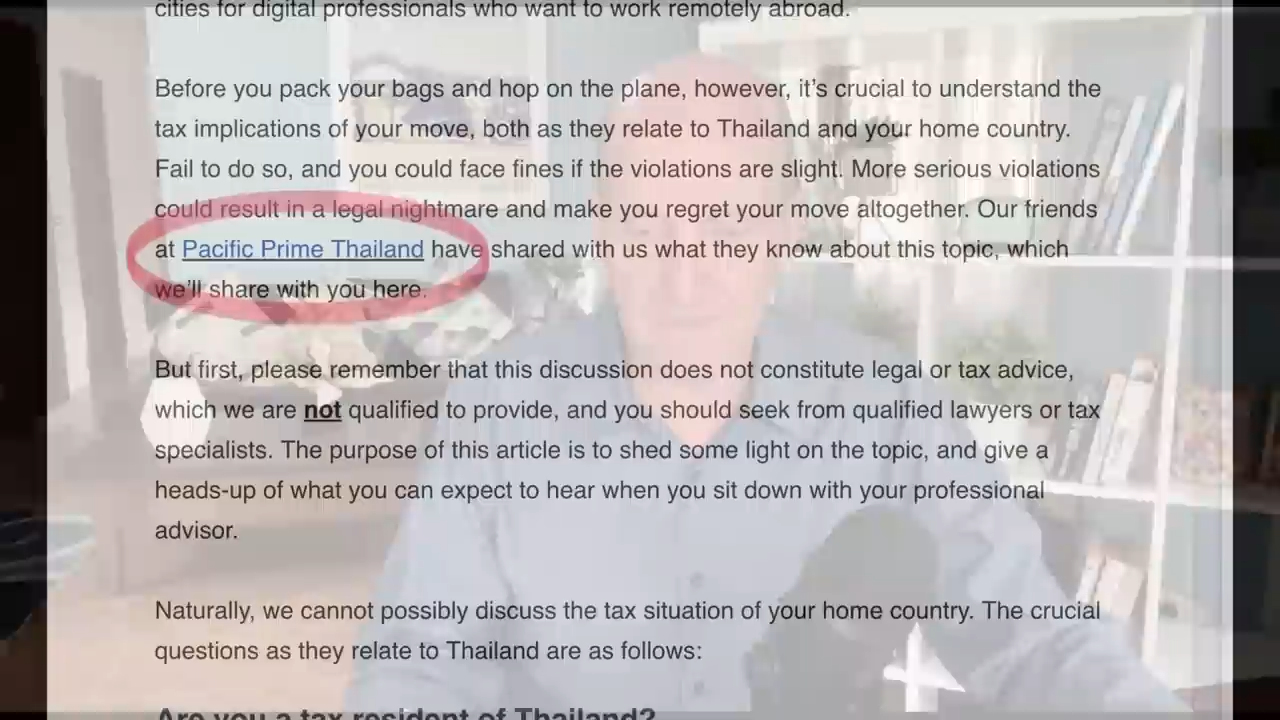 cities for digital professionals who want to work remotely abroad.
Before you pack your bags and hop on the plane, however, it’s crucial to understand the
tax implications of your move, both as they relate to Thailand and your home country.
Fail to do so, and you could face fines if the violations are slight. More serious violations
could result in a legal nightmare and make you regret your move altogether. Our friends
at Pacific Prime Thailand have shared with us what they know about this topic, which
we’ll share with you here.
But first, please remember that this discussion does not constitute legal or tax advice,
which we are not qualified to provide, and you should seek from qualified lawyers or tax
specialists. The purpose of this article is to shed some light on the topic, and give a
heads-up of what you can expect to hear when you sit down with your professional
advisor.
Naturally, we cannot possibly discuss the tax situation of your home country. The crucial
questions as they relate to Thailand are as follows:
Are you a tax resident of Thailand?